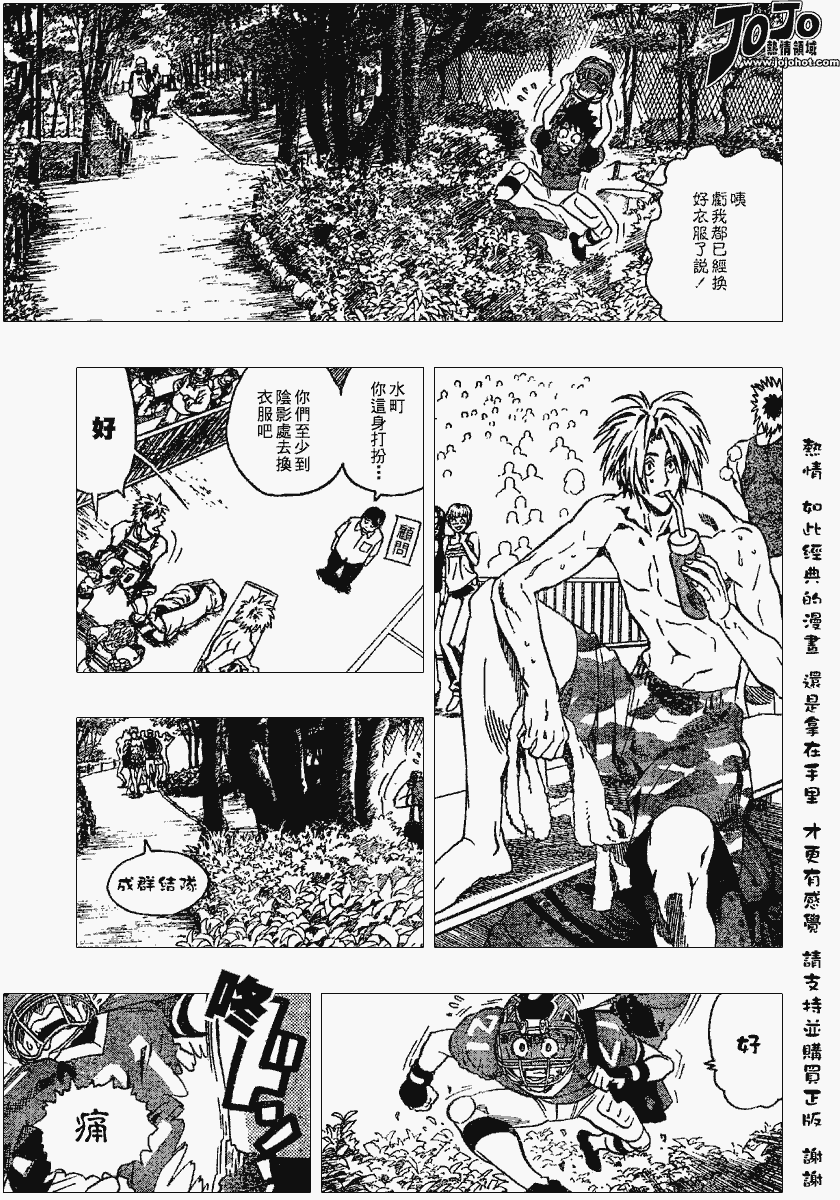 JOJO
熱情領域
www.jojohot.com
咦
虧我都已經換
好衣服了說！
水町
你這身打扮…
你們至少到
陰影處去換
衣服吧
好
顧問
成群結隊
好
21
咚
痛
熱情 如此經典的漫畫 還是拿在手里 才更有感覺 請支持並購買正版 謝謝